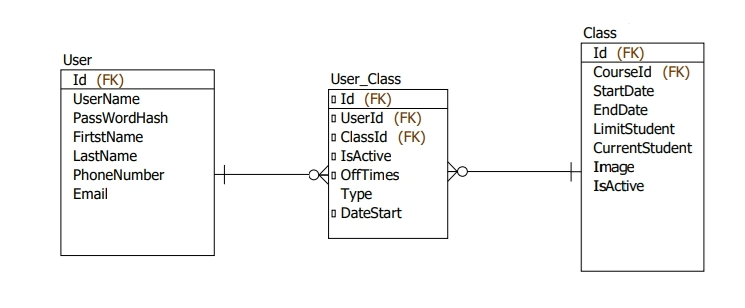 User
Id (FK)
UserName
PassWordHash
FirtstName
LastName
PhoneNumber
Email
User_Class
Id (FK)
UserId (FK)
ClassId (FK)
IsActive
OffTimes
Type
DateStart
Class
Id (FK)
CourseId (FK)
StartDate
EndDate
LimitStudent
CurrentStudent
Image
IsActive